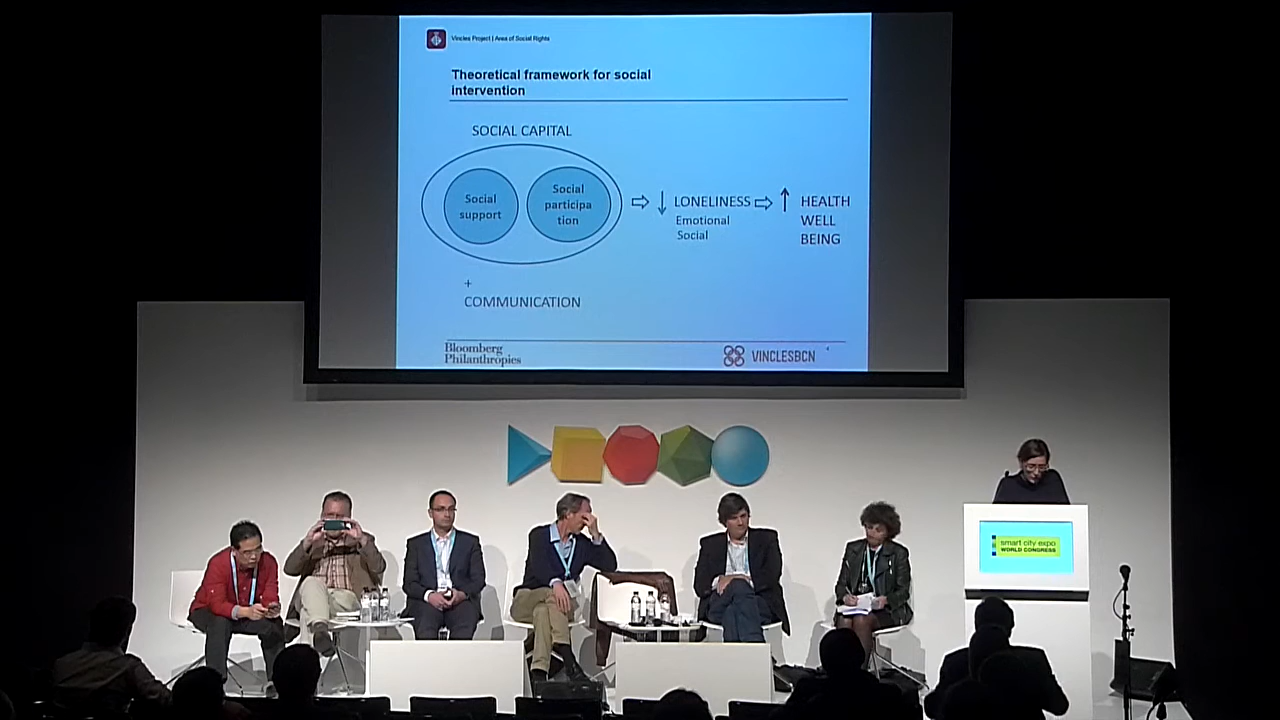 Vincles Project | Area of Social Rights
Theoretical framework for social
intervention
SOCIAL CAPITAL
Social
support
Social
participa
tion
LONELINESS
Emotional
Social
HEALTH
WELL
BEING
+
COMMUNICATION
Bloomberg
Philanthropies
VINCLESBCN
4
smart city expo
WORLD CONGRESS